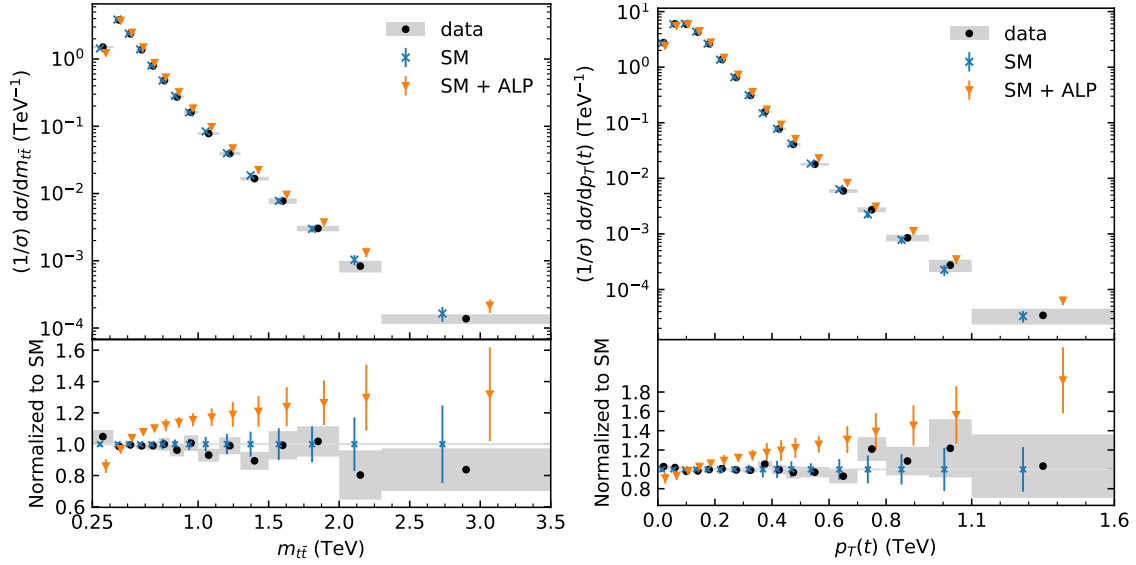 data
SM
SM + ALP
(1/σ) dσ/dm_{tt̄} (TeV⁻¹)
10⁰
10⁻¹
10⁻²
10⁻³
10⁻⁴
Normalized to SM
1.6
1.4
1.2
1.0
0.8
0.6
0.25 1.0 1.5 2.0 2.5 3.0 3.5
m_{tt̄} (TeV)
data
SM
SM + ALP
(1/σ) dσ/dp_T(t) (TeV⁻¹)
10¹
10⁰
10⁻¹
10⁻²
10⁻³
10⁻⁴
Normalized to SM
1.8
1.6
1.4
1.2
1.0
0.8
0.0 0.2 0.4 0.6 0.8 1.1 1.6
p_T(t) (TeV)